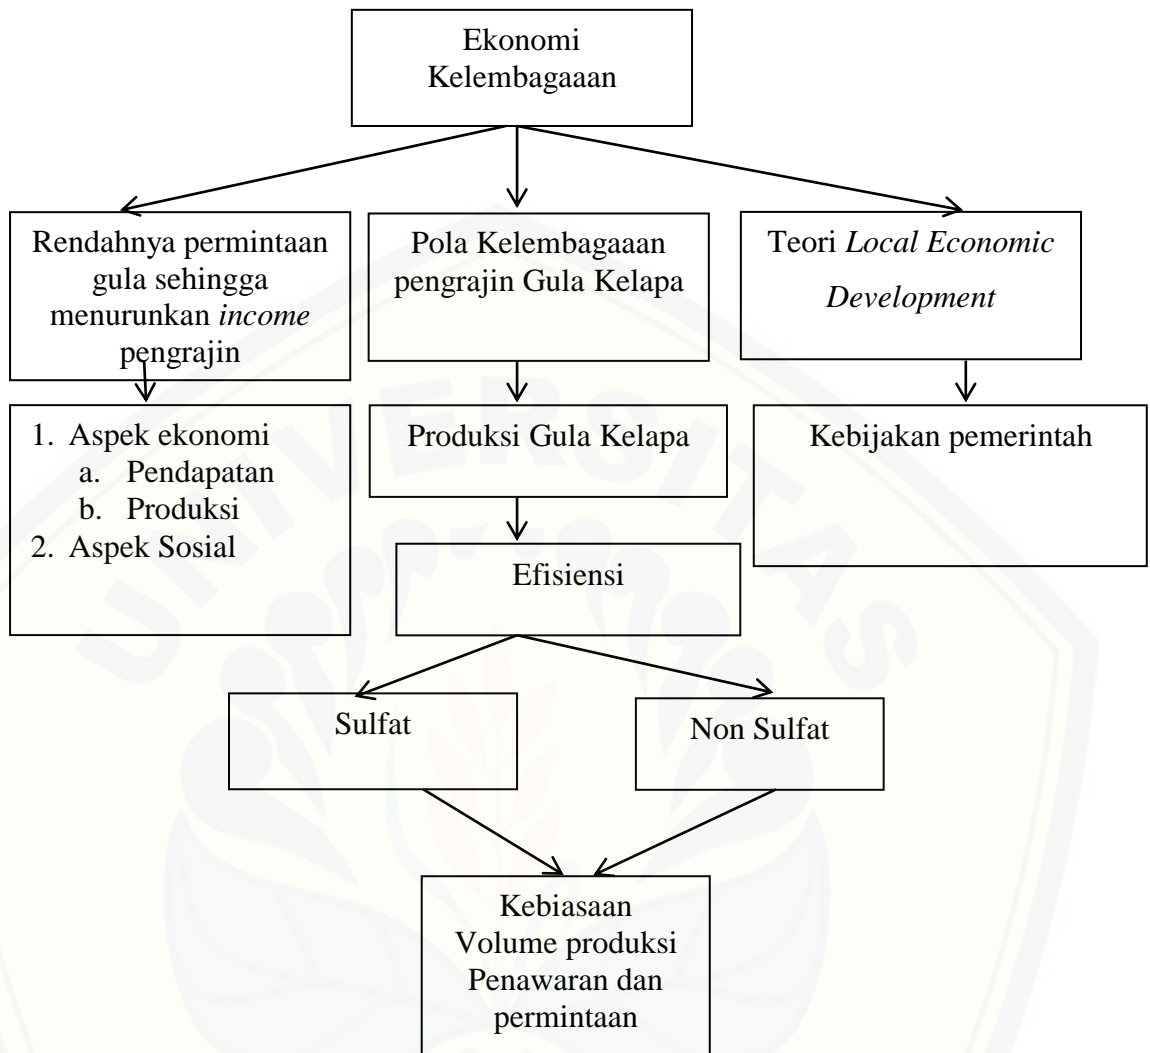 Ekonomi
Kelembagaaan
Rendahnya permintaan
gula sehingga
menurunkan income
pengrajin
Pola Kelembagaaan
pengrajin Gula Kelapa
Teori Local Economic
Development
1. Aspek ekonomi
a. Pendapatan
b. Produksi
2. Aspek Sosial
Produksi Gula Kelapa
Kebijakan pemerintah
Efisiensi
Sulfat
Non Sulfat
Kebiasaan
Volume produksi
Penawaran dan
permintaan
UNIVERSITAS